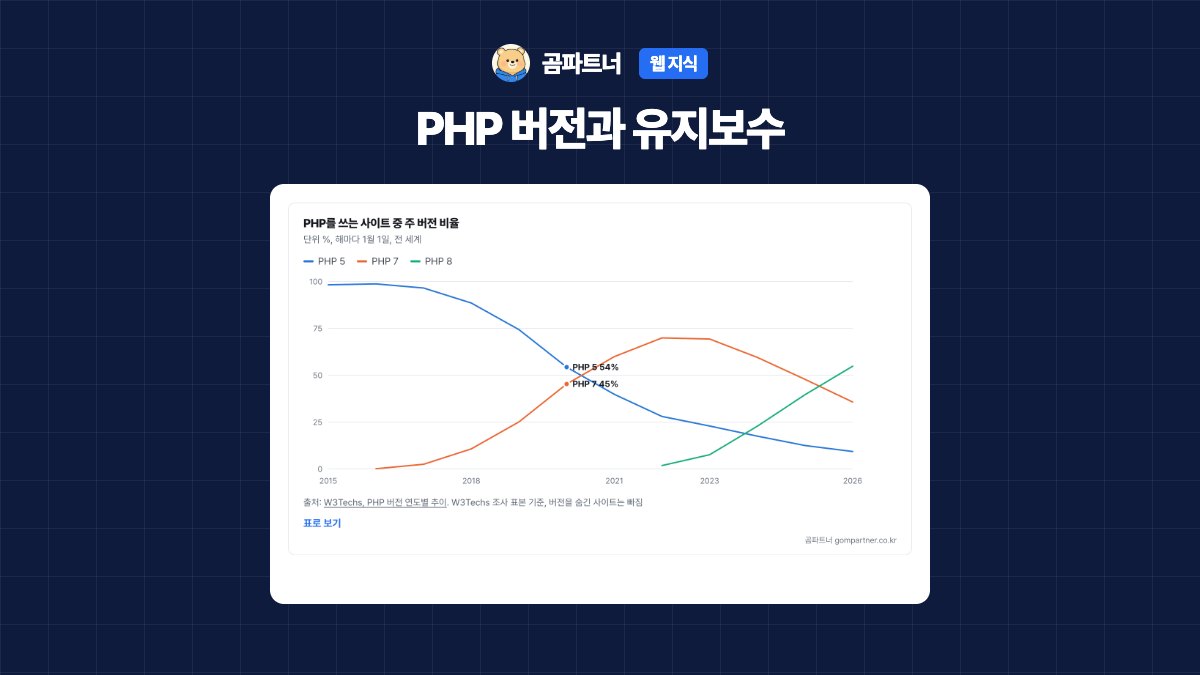 곰파트너 웹 지식
PHP 버전과 유지보수
PHP를 쓰는 사이트 중 주 버전 비율
단위 %, 해마다 1월 1일, 전 세계
PHP 5 PHP 7 PHP 8
100
75
PHP 5 54%
50
PHP 7 45%
25
0
2015 2018 2021 2023 2026
출처: W3Techs, PHP 버전 연도별 추이. W3Techs 조사 표본 기준, 버전을 숨긴 사이트는 빠짐
표로 보기
곰파트너 gompartner.co.kr